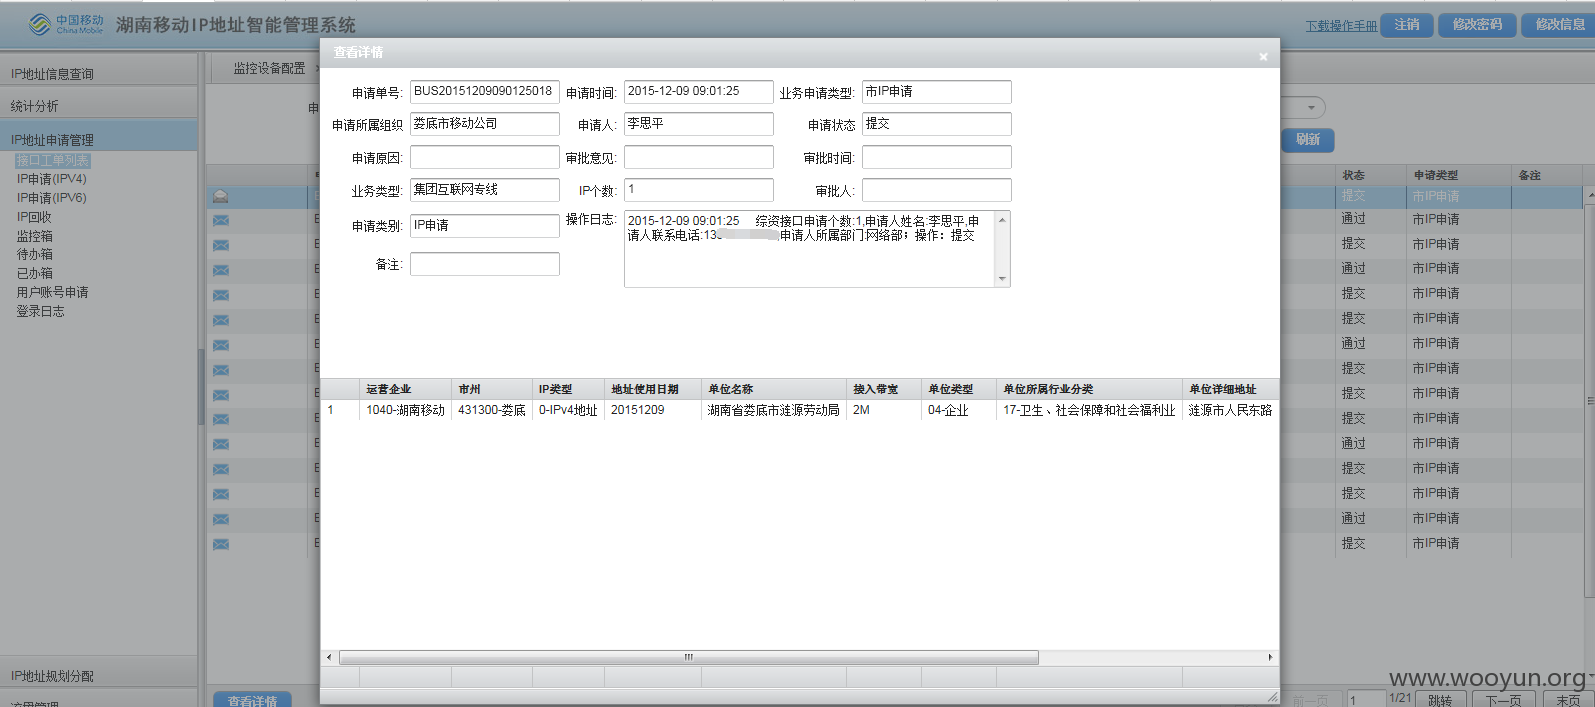 中国移动
China Mobile
湖南移动IP地址智能管理系统
下载操作手册
注销
修改密码
修改信息
IP地址信息查询
统计分析
IP地址申请管理
接口工单列表
IP申请(IPV4)
IP申请(IPV6)
IP回收
监控箱
待办箱
已办箱
用户账号申请
登录日志
IP地址规划分配
监控设备配置
申
查看详情
申请单号: BUS20151209090125018 申请时间: 2015-12-09 09:01:25 业务申请类型: 市IP申请
申请所属组织 娄底市移动公司 申请人: 李思平 申请状态 提交
申请原因: 审批意见: 审批时间:
业务类型: 集团互联网专线 IP个数: 1 审批人:
申请类别: IP申请 操作日志: 2015-12-09 09:01:25 综资接口申请个数:1,申请人姓名:李思平,申
请人联系电话:13 申请人所属部门:网络部；操作：提交
备注:
运营企业 市州 IP类型 地址使用日期 单位名称 接入带宽 单位类型 单位所属行业分类 单位详细地址
1 1040-湖南移动 431300-娄底 0-IPv4地址 20151209 湖南省娄底市涟源劳动局 2M 04-企业 17-卫生、社会保障和社会福利业 涟源市人民东路
刷新
状态 申请类型 备注
提交 市IP申请
通过 市IP申请
提交 市IP申请
通过 市IP申请
提交 市IP申请
提交 市IP申请
通过 市IP申请
提交 市IP申请
提交 市IP申请
提交 市IP申请
通过 市IP申请
提交 市IP申请
提交 市IP申请
通过 市IP申请
提交 市IP申请
www.wooyun.org
查看详情
前一页 1 1/21 跳转 下一页 末页